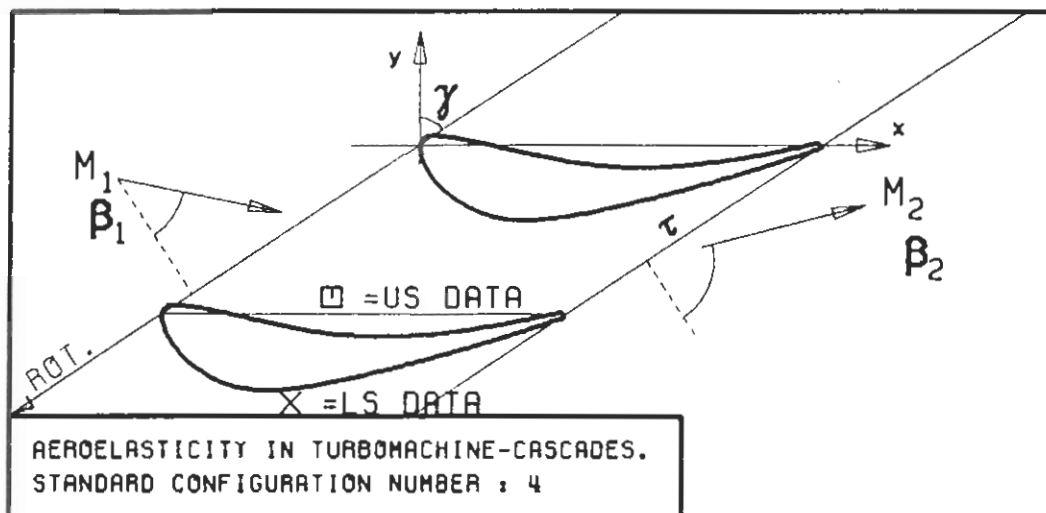 y
γ
x
M₁
β₁
τ
M₂
β₂
◫ =US DATA
ROT.
X =LS DATA
AEROELASTICITY IN TURBOMACHINE-CASCADES.
STANDARD CONFIGURATION NUMBER : 4